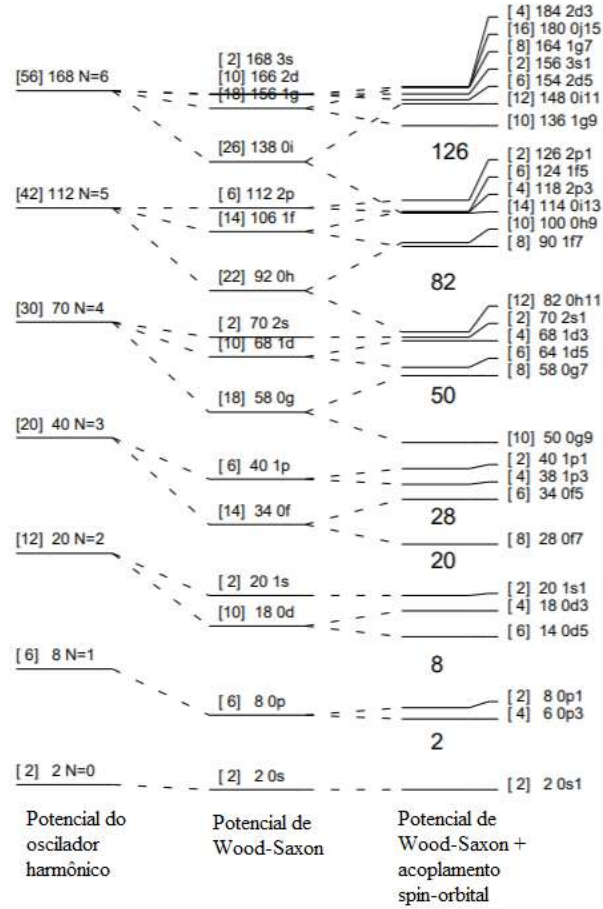 [56] 168 N=6
[42] 112 N=5
[30] 70 N=4
[20] 40 N=3
[12] 20 N=2
[ 6] 8 N=1
[ 2] 2 N=0
Potencial do
oscilador
harmônico
[ 2] 168 3s
[10] 166 2d
[18] 156 1g
[26] 138 0i
[ 6] 112 2p
[14] 106 1f
[22] 92 0h
[ 2] 70 2s
[10] 68 1d
[18] 58 0g
[ 6] 40 1p
[14] 34 0f
[ 2] 20 1s
[10] 18 0d
[ 6] 8 0p
[ 2] 2 0s
Potencial de
Wood-Saxon
126
82
50
28
20
8
2
[ 4] 184 2d3
[16] 180 0j15
[ 8] 164 1g7
[ 2] 156 3s1
[ 6] 154 2d5
[12] 148 0i11
[10] 136 1g9
[ 2] 126 2p1
[ 6] 124 1f5
[ 4] 118 2p3
[14] 114 0i13
[10] 100 0h9
[ 8] 90 1f7
[12] 82 0h11
[ 2] 70 2s1
[ 4] 68 1d3
[ 6] 64 1d5
[ 8] 58 0g7
[10] 50 0g9
[ 2] 40 1p1
[ 4] 38 1p3
[ 6] 34 0f5
[ 8] 28 0f7
[ 2] 20 1s1
[ 4] 18 0d3
[ 6] 14 0d5
[ 2] 8 0p1
[ 4] 6 0p3
[ 2] 2 0s1
Potencial de
Wood-Saxon +
acoplamento
spin-orbital